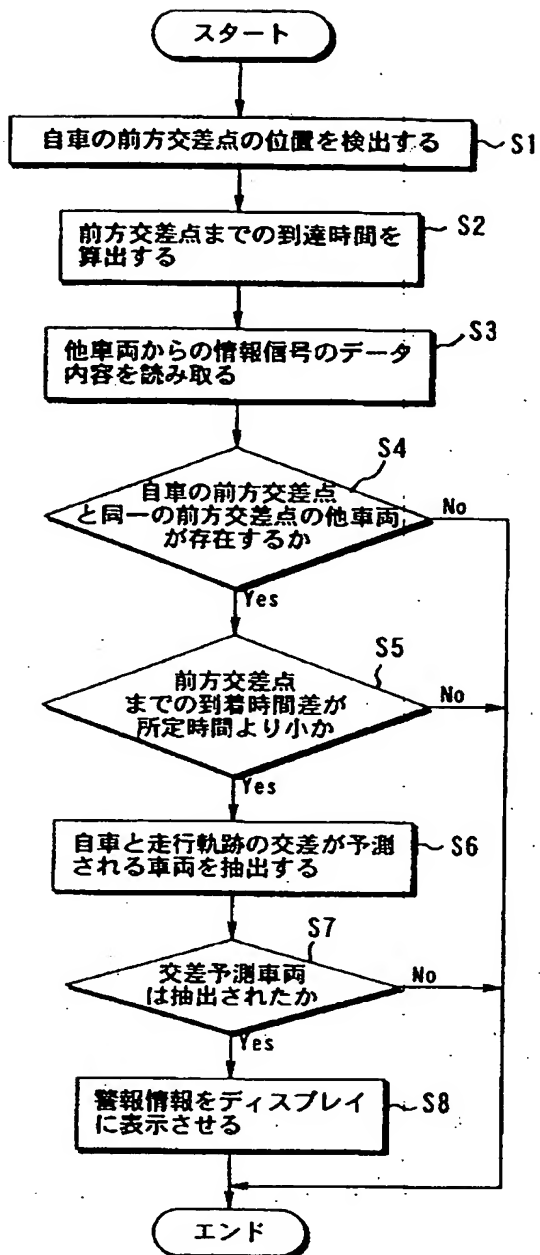 スタート
自車の前方交差点の位置を検出する
S1
前方交差点までの到達時間を
算出する
S2
他車両からの情報信号のデータ
内容を読み取る
S3
自車の前方交差点
と同一の前方交差点の他車両
が存在するか
S4
No
Yes
前方交差点
までの到着時間差が
所定時間より小か
S5
No
Yes
自車と走行軌跡の交差が予測
される車両を抽出する
S6
交差予測車両
は抽出されたか
S7
No
Yes
警報情報をディスプレイ
に表示させる
S8
エンド